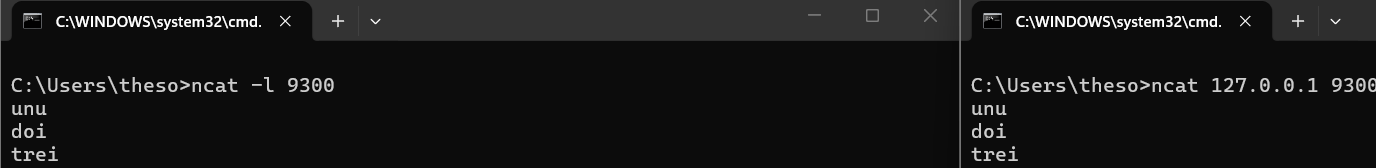 C:\WINDOWS\system32\cmd.
C:\Users\theso>ncat -l 9300
unu
doi
trei
C:\WINDOWS\system32\cmd.
C:\Users\theso>ncat 127.0.0.1 9300
unu
doi
trei